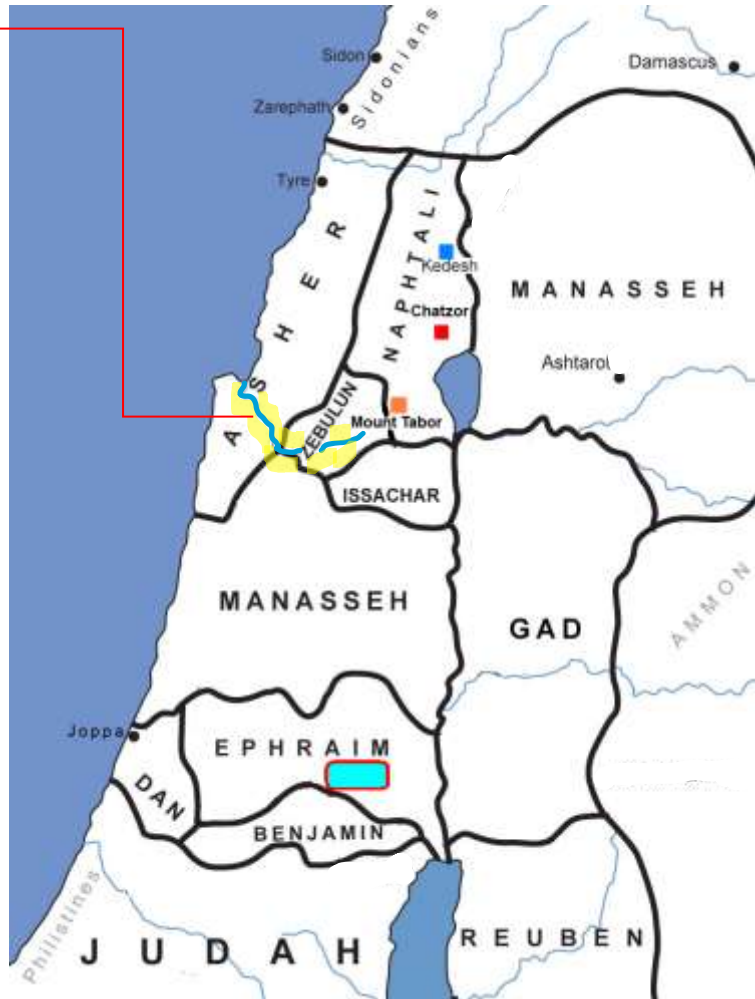 Sidon
Sidonians
Damascus
Zarephath
Tyre
ASHER
NAPHTALI
Kedesh
MANASSEH
Chatzor
Ashtarol
ZEBULUN
Mount Tabor
ISSACHAR
MANASSEH
GAD
AMMON
Joppa
EPHRAIM
DAN
BENJAMIN
Philistines
JUDAH
REUBEN